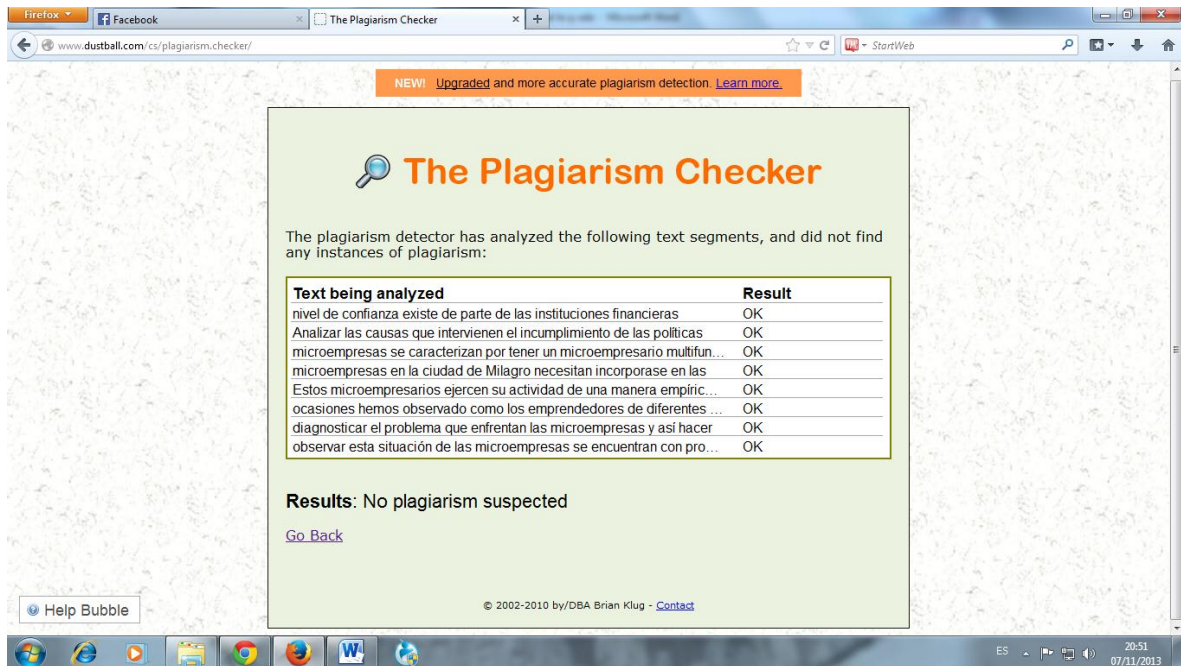 Firefox
Facebook
The Plagiarism Checker
www.dustball.com/cs/plagiarism.checker/
StartWeb
NEW! Upgraded and more accurate plagiarism detection. Learn more.
The Plagiarism Checker
The plagiarism detector has analyzed the following text segments, and did not find
any instances of plagiarism:
Text being analyzed Result
nivel de confianza existe de parte de las instituciones financieras OK
Analizar las causas que intervienen el incumplimiento de las políticas OK
microempresas se caracterizan por tener un microempresario multifun... OK
microempresas en la ciudad de Milagro necesitan incorporase en las OK
Estos microempresarios ejercen su actividad de una manera empíric... OK
ocasiones hemos observado como los emprendedores de diferentes ... OK
diagnosticar el problema que enfrentan las microempresas y así hacer OK
observar esta situación de las microempresas se encuentran con pro... OK
Results: No plagiarism suspected
Go Back
Help Bubble
© 2002-2010 by/DBA Brian Klug - Contact
ES
20:51
07/11/2013